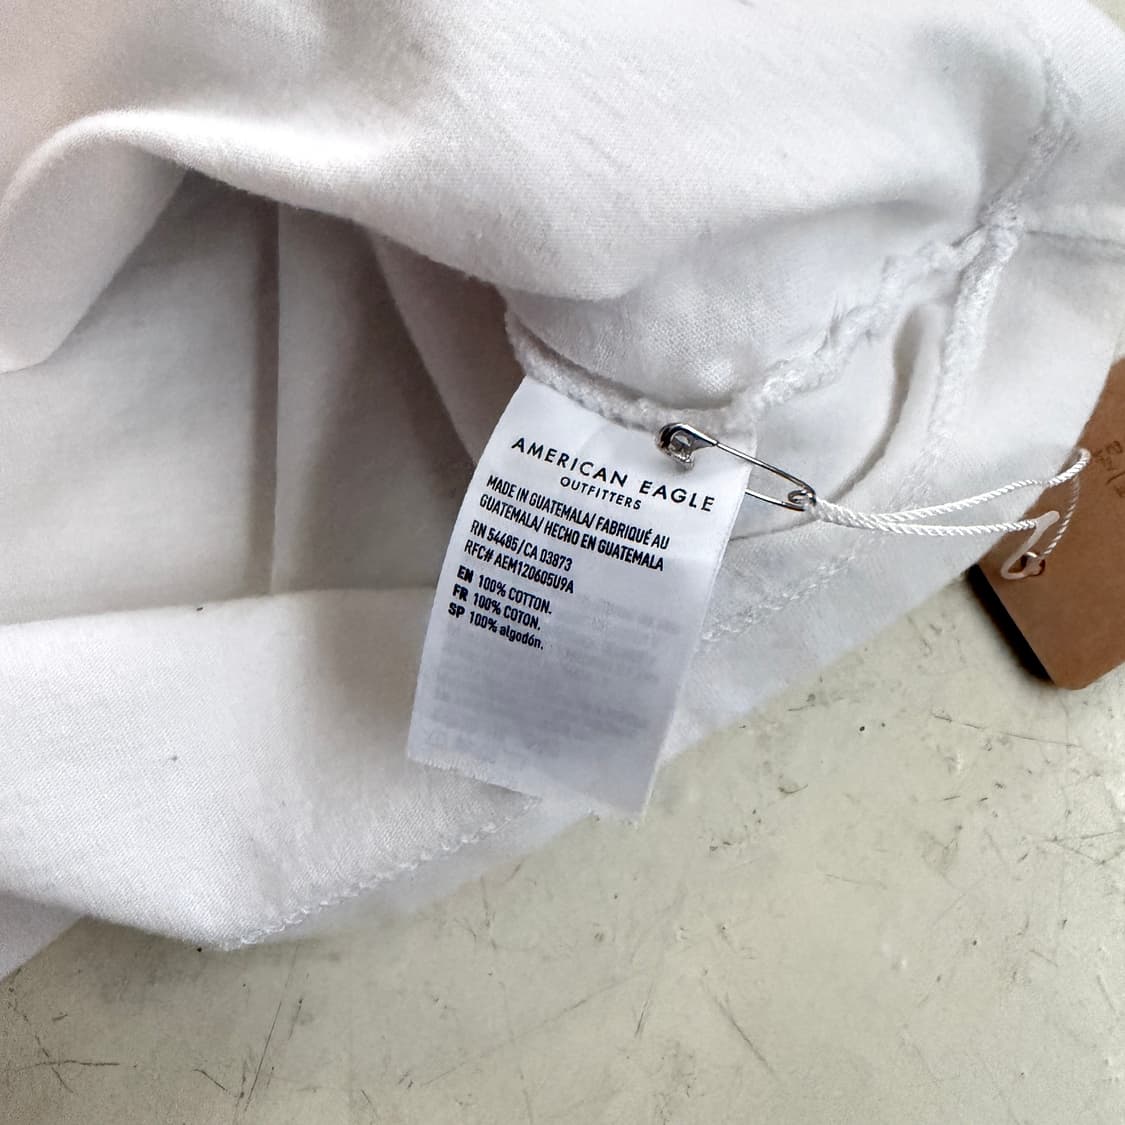 AMERICAN EAGLE
OUTFITTERS
MADE IN GUATEMALA/ FABRIQUÉ AU
GUATEMALA/ HECHO EN GUATEMALA
RN 54485/CA 03873
RFC# AEM120605U9A
EN 100% COTTON.
FR 100% COTON.
SP 100% algodón.